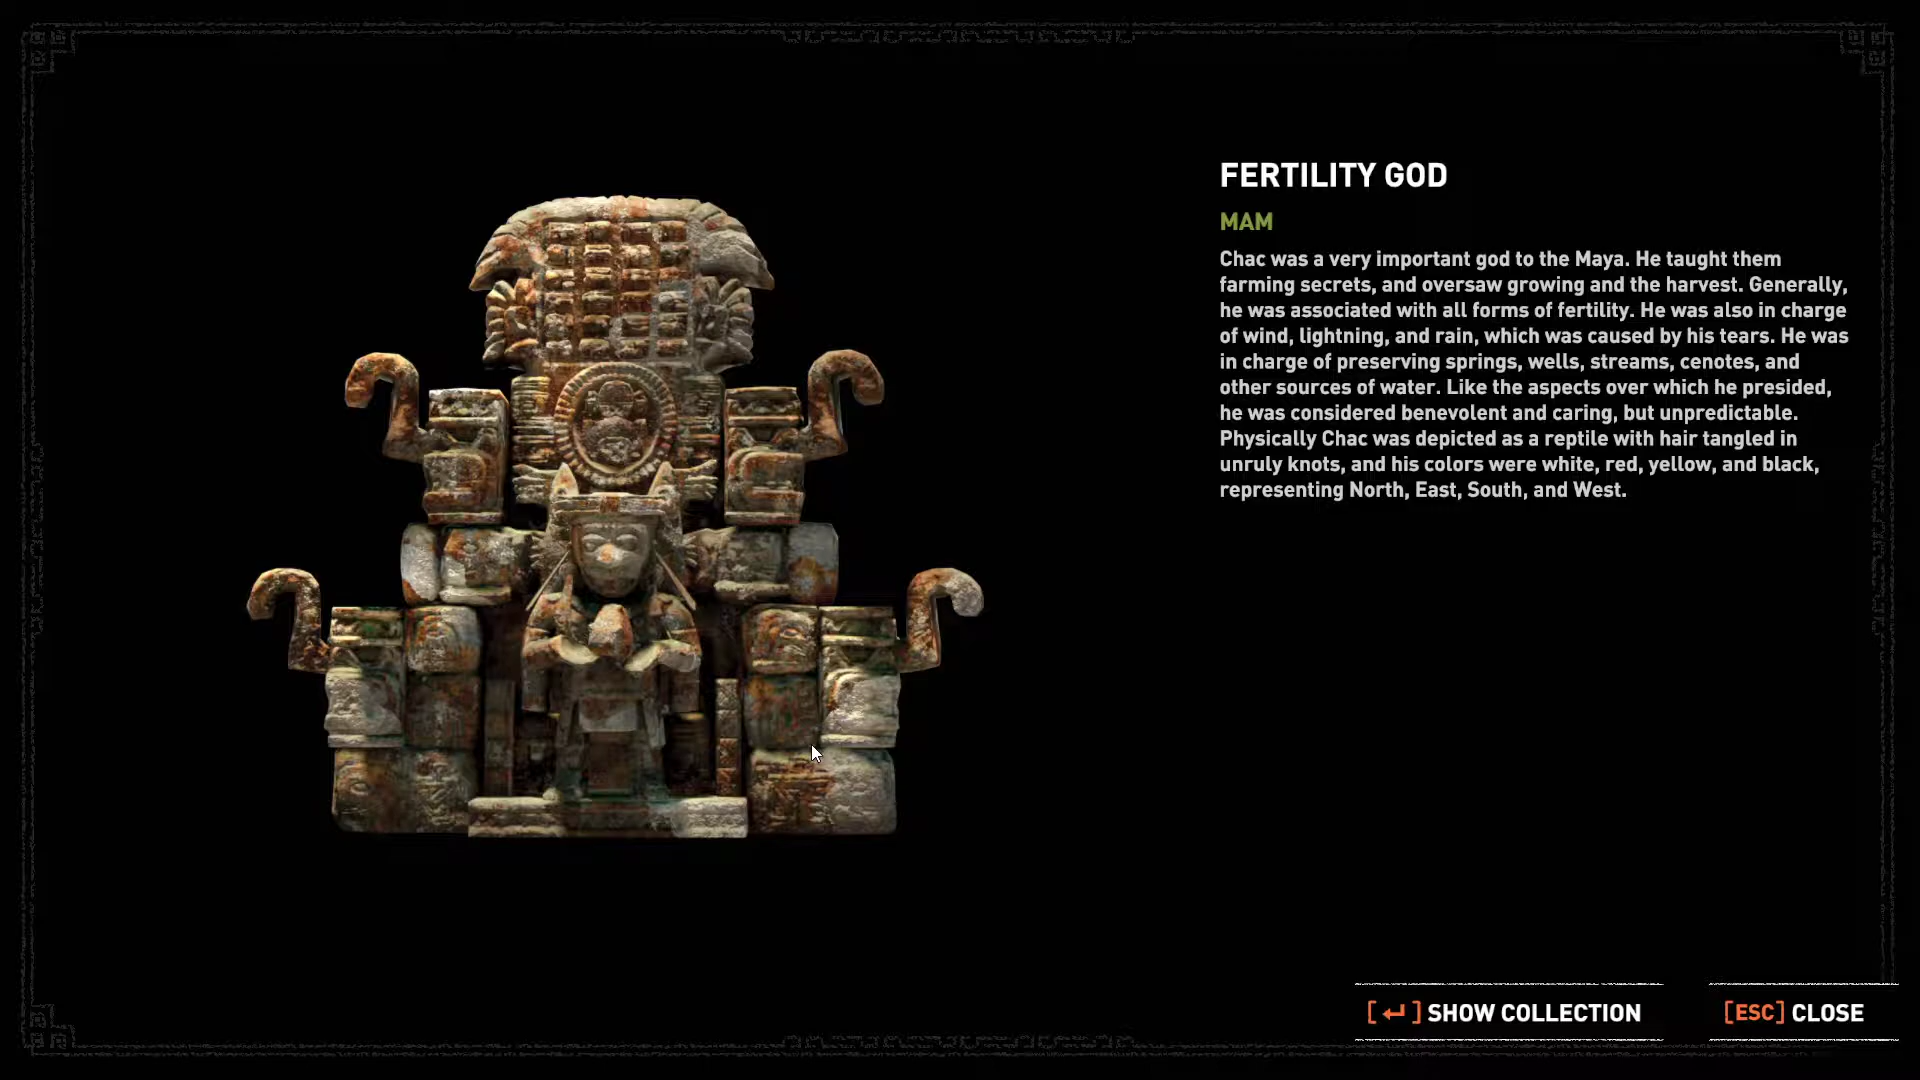 FERTILITY GOD
MAM
Chac was a very important god to the Maya. He taught them
farming secrets, and oversaw growing and the harvest. Generally,
he was associated with all forms of fertility. He was also in charge
of wind, lightning, and rain, which was caused by his tears. He was
in charge of preserving springs, wells, streams, cenotes, and
other sources of water. Like the aspects over which he presided,
he was considered benevolent and caring, but unpredictable.
Physically Chac was depicted as a reptile with hair tangled in
unruly knots, and his colors were white, red, yellow, and black,
representing North, East, South, and West.
[↵] SHOW COLLECTION
[ESC] CLOSE